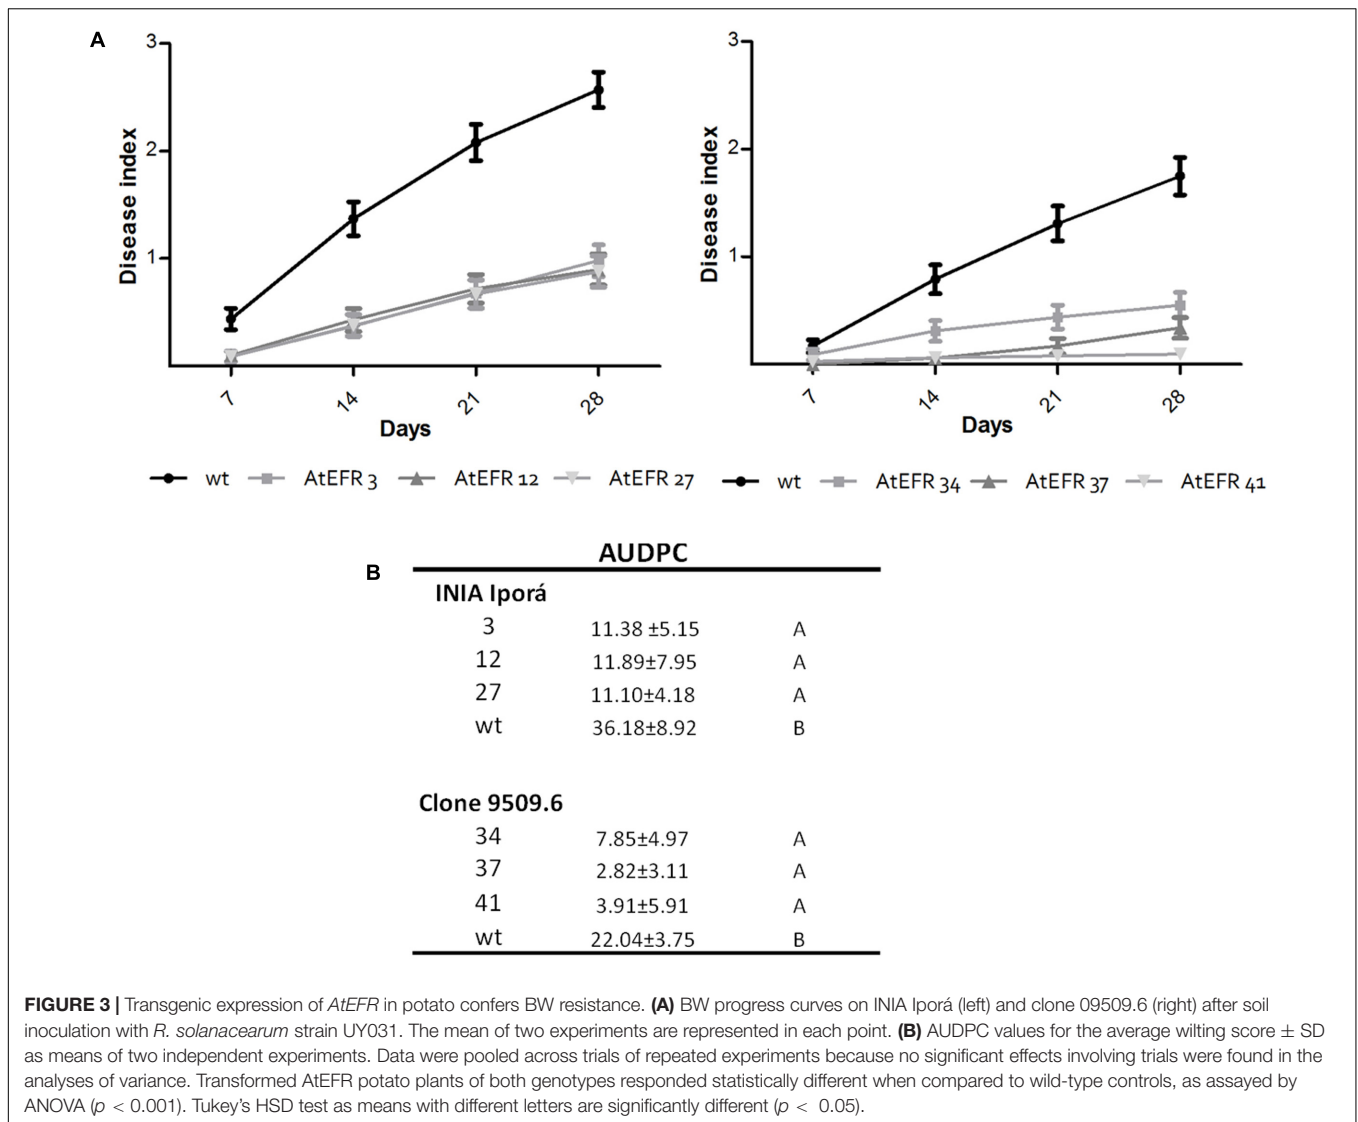 A
3
2
1
Disease index
7
14
21
28
Days
3
2
1
Disease index
7
14
21
28
Days
wt AtEFR 3 AtEFR 12 AtEFR 27
wt AtEFR 34 AtEFR 37 AtEFR 41
B
AUDPC
INIA Iporá
3 11.38 ±5.15 A
12 11.89±7.95 A
27 11.10±4.18 A
wt 36.18±8.92 B
Clone 9509.6
34 7.85±4.97 A
37 2.82±3.11 A
41 3.91±5.91 A
wt 22.04±3.75 B
FIGURE 3 | Transgenic expression of AtEFR in potato confers BW resistance. (A) BW progress curves on INIA Iporá (left) and clone 09509.6 (right) after soil
inoculation with R. solanacearum strain UY031. The mean of two experiments are represented in each point. (B) AUDPC values for the average wilting score ± SD
as means of two independent experiments. Data were pooled across trials of repeated experiments because no significant effects involving trials were found in the
analyses of variance. Transformed AtEFR potato plants of both genotypes responded statistically different when compared to wild-type controls, as assayed by
ANOVA (p < 0.001). Tukey's HSD test as means with different letters are significantly different (p < 0.05).